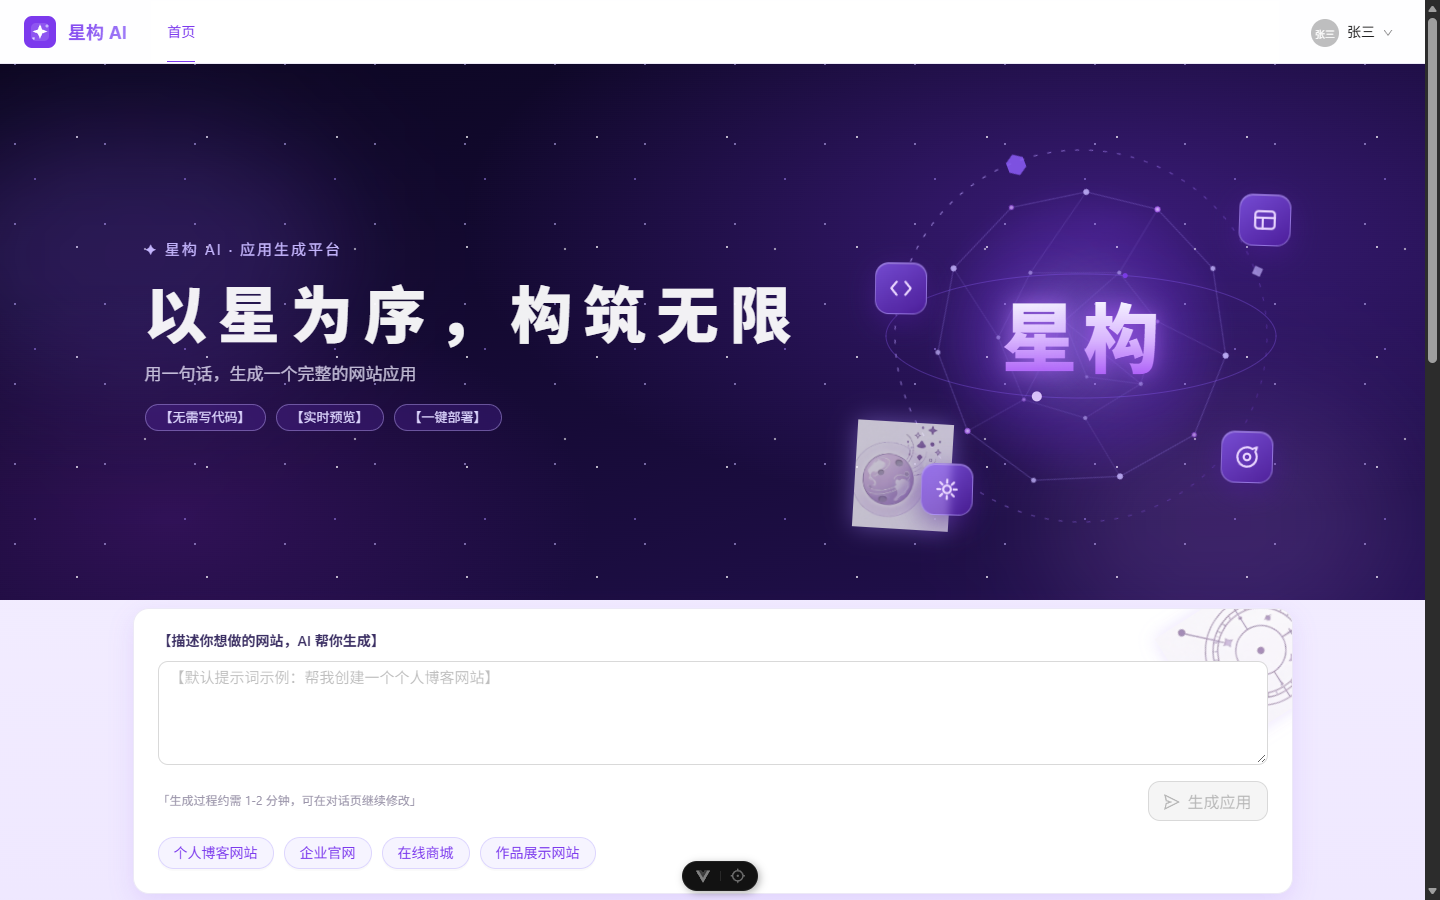 星构 AI
首页
张三
张三
星构 AI · 应用生成平台
以星为序，构筑无限
用一句话，生成一个完整的网站应用
【无需写代码】
【实时预览】
【一键部署】
星构
【描述你想做的网站，AI 帮你生成】
【默认提示词示例：帮我创建一个个人博客网站】
「生成过程约需 1-2 分钟，可在对话页继续修改」
生成应用
个人博客网站
企业官网
在线商城
作品展示网站